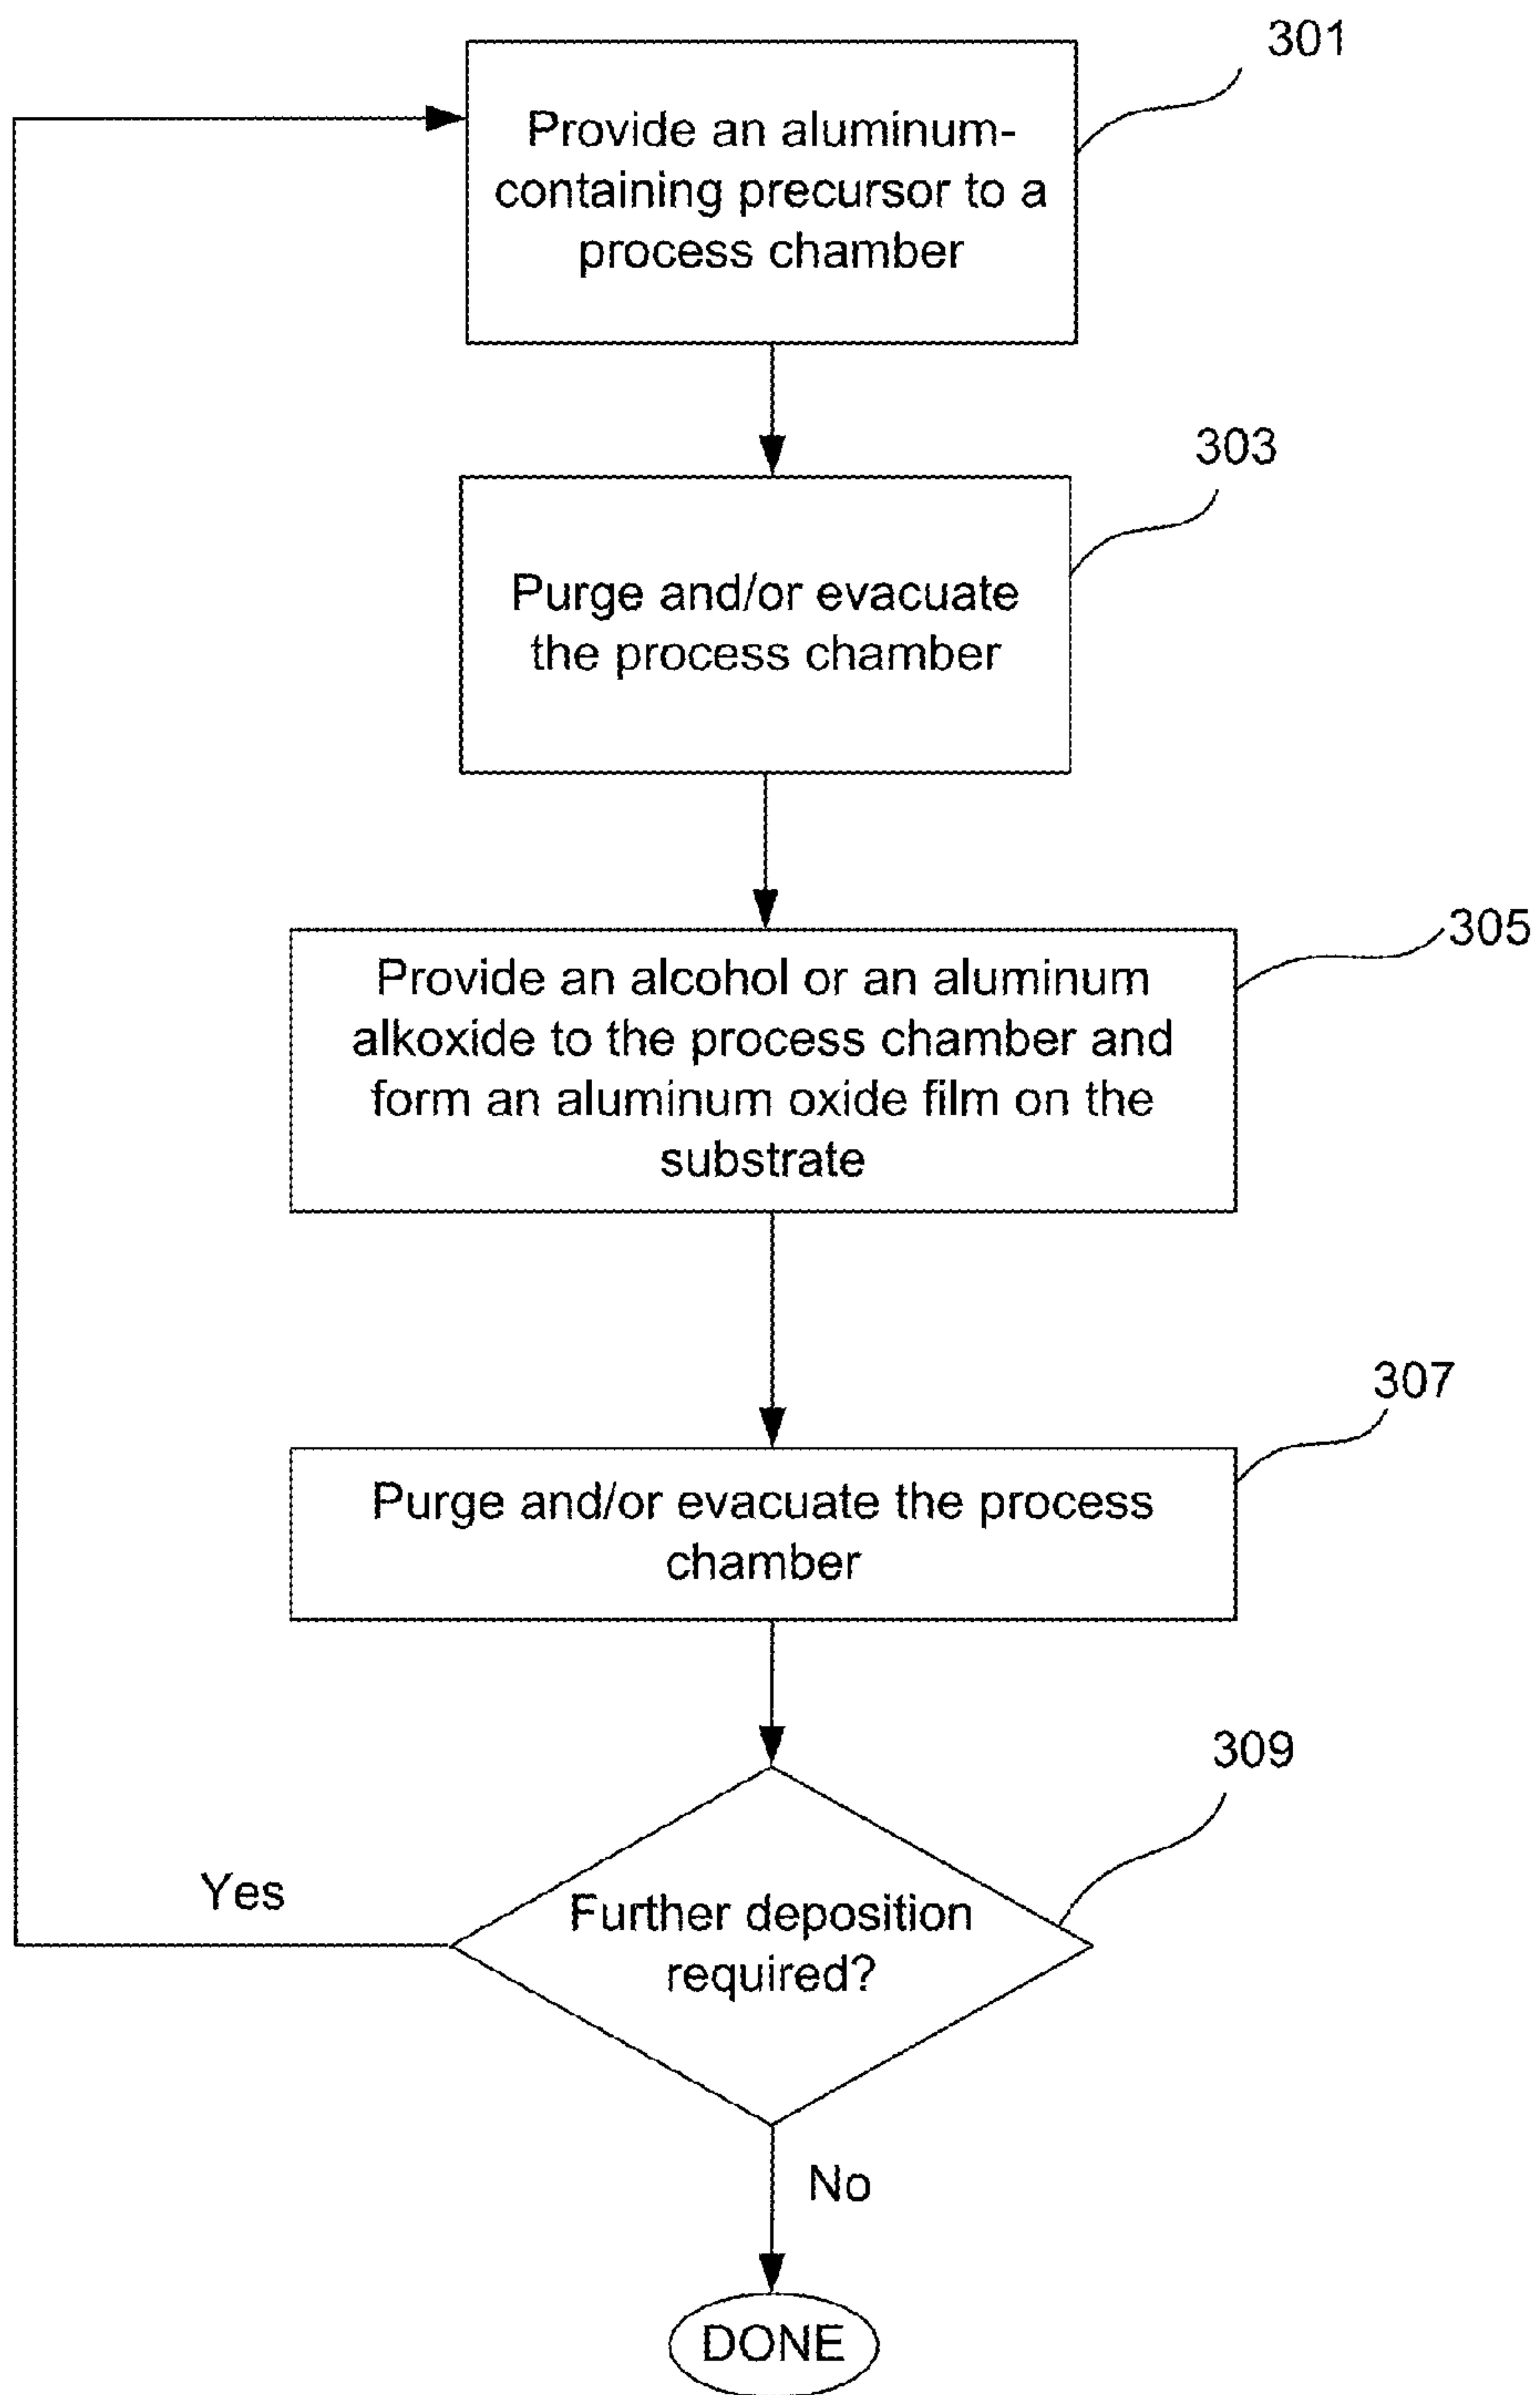 301
Provide an aluminum-
containing precursor to a
process chamber
303
Purge and/or evacuate
the process chamber
305
Provide an alcohol or an aluminum
alkoxide to the process chamber and
form an aluminum oxide film on the
substrate
307
Purge and/or evacuate the process
chamber
309
Further deposition
required?
Yes
No
DONE